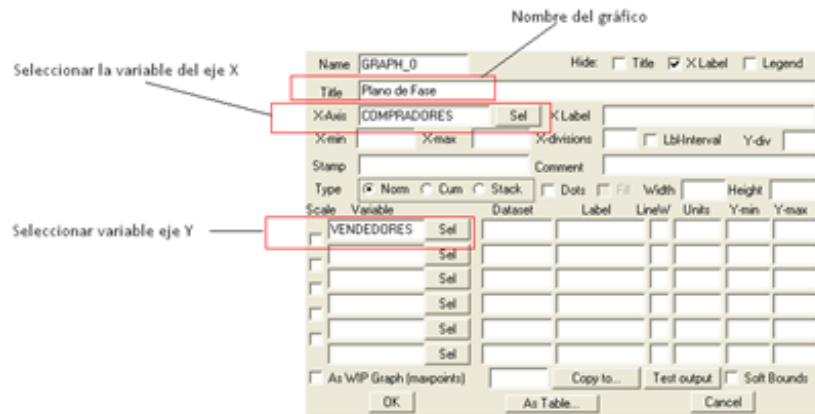 Nombre del gráfico
Seleccionar la variable del eje X
Name GRAPH_0 Hide: Title X Label Legend
Title Plano de Fase
X-Axis COMPRADORES Sel X Label
X-min X-max X-divisions Lbl-Interval Y-div
Stamp Comment
Type Norm Cum Stack Dots Fill Width Height
Scale Variable Dataset Label LineW Units Y-min Y-max
Seleccionar variable eje Y
VENDEDORES Sel
Sel
Sel
Sel
Sel
Sel
As WIP Graph (maxpoints) Copy to... Test output Soft Bounds
OK As Table... Cancel